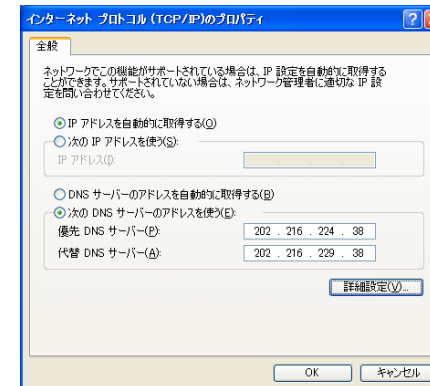 インターネット プロトコル (TCP/IP)のプロパティ
全般
ネットワークでこの機能がサポートされている場合は、IP 設定を自動的に取得する
ことができます。サポートされていない場合は、ネットワーク管理者に適切な IP 設
定を問い合わせてください。
IP アドレスを自動的に取得する(O)
次の IP アドレスを使う(S):
IP アドレス(I):
DNS サーバーのアドレスを自動的に取得する(B)
次の DNS サーバーのアドレスを使う(E):
優先 DNS サーバー(P): 202 . 216 . 224 . 38
代替 DNS サーバー(A): 202 . 216 . 229 . 38
詳細設定(V)...
OK キャンセル